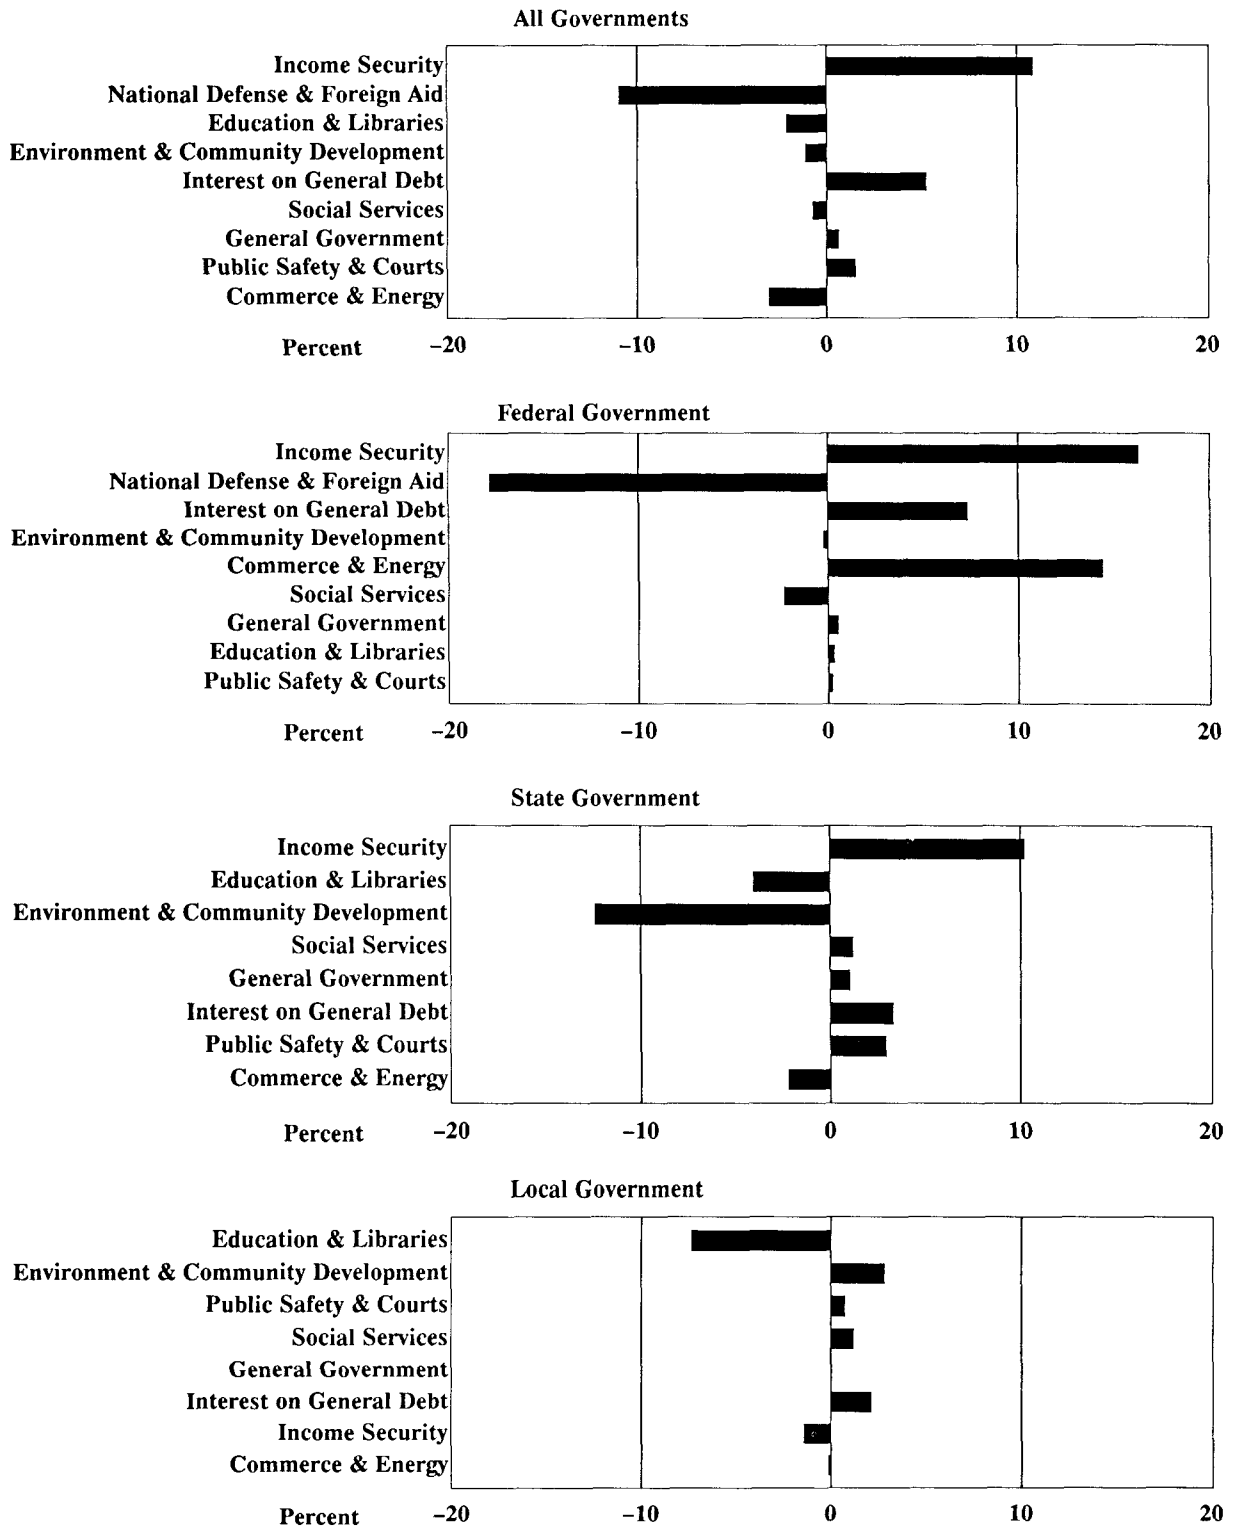 All Governments
Income Security
National Defense & Foreign Aid
Education & Libraries
Environment & Community Development
Interest on General Debt
Social Services
General Government
Public Safety & Courts
Commerce & Energy
Percent −20 −10 0 10 20
Federal Government
Income Security
National Defense & Foreign Aid
Interest on General Debt
Environment & Community Development
Commerce & Energy
Social Services
General Government
Education & Libraries
Public Safety & Courts
Percent −20 −10 0 10 20
State Government
Income Security
Education & Libraries
Environment & Community Development
Social Services
General Government
Interest on General Debt
Public Safety & Courts
Commerce & Energy
Percent −20 −10 0 10 20
Local Government
Education & Libraries
Environment & Community Development
Public Safety & Courts
Social Services
General Government
Interest on General Debt
Income Security
Commerce & Energy
Percent −20 −10 0 10 20